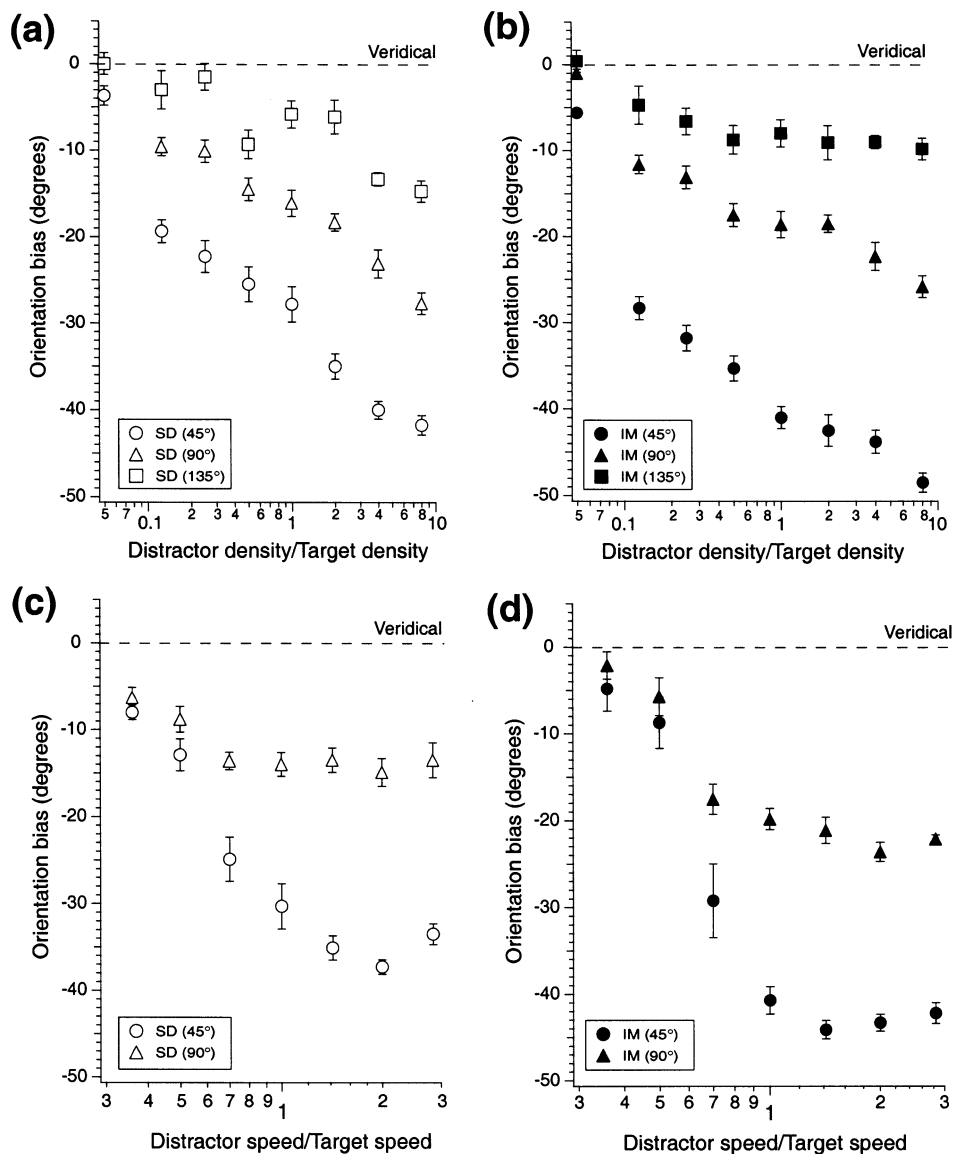 (a)
Veridical
0
-10
-20
-30
-40
-50
Orientation bias (degrees)
SD (45°)
SD (90°)
SD (135°)
5 7 0.1 2 4 6 8 1 2 4 6 8 10
Distractor density/Target density
(b)
Veridical
0
-10
-20
-30
-40
-50
Orientation bias (degrees)
IM (45°)
IM (90°)
IM (135°)
5 7 0.1 2 4 6 8 1 2 4 6 8 10
Distractor density/Target density
(c)
Veridical
0
-10
-20
-30
-40
-50
Orientation bias (degrees)
SD (45°)
SD (90°)
3 4 5 6 7 8 9 1 2 3
Distractor speed/Target speed
(d)
Veridical
0
-10
-20
-30
-40
-50
Orientation bias (degrees)
IM (45°)
IM (90°)
3 4 5 6 7 8 9 1 2 3
Distractor speed/Target speed